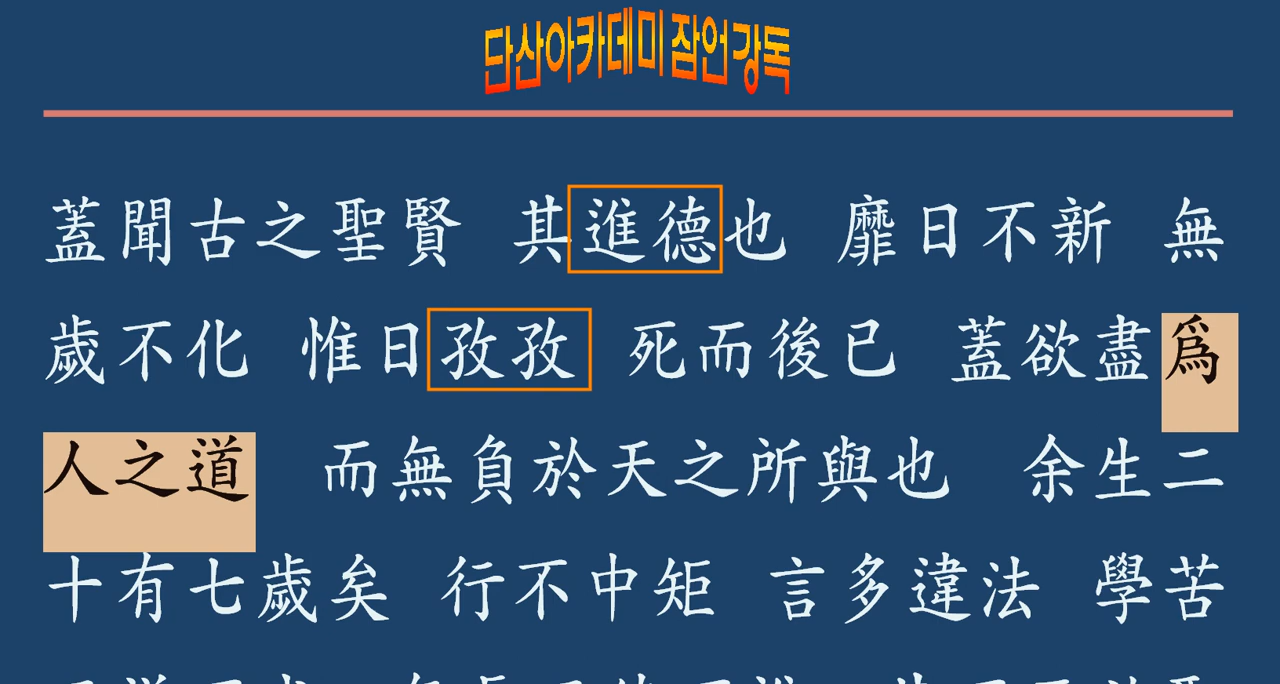 단산아카데미 잠언강독
蓋聞古之聖賢 其進德也 靡日不新 無
歲不化 惟日孜孜 死而後已 蓋欲盡爲
人之道 而無負於天之所與也 余生二
十有七歲矣 行不中矩 言多違法 學苦